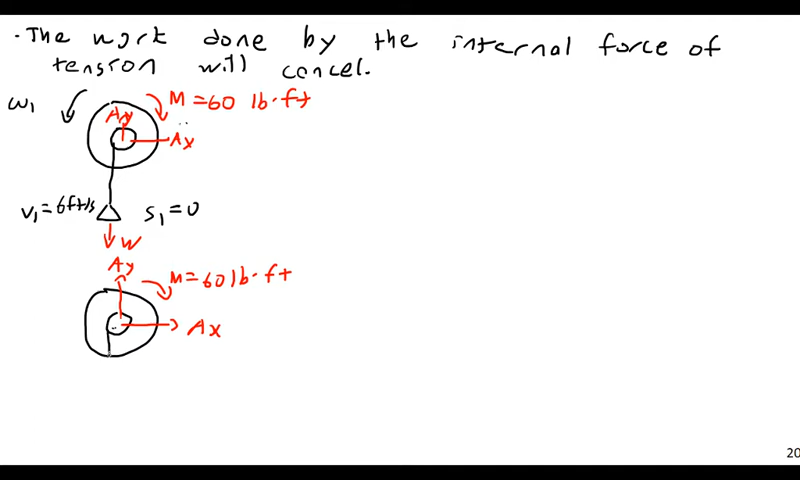 · The work done by the internal force of
tension will cancel.
ω₁
M = 60 lb·ft
Ay
Ax
v₁ = 6ft/s
s₁ = 0
W
Ay
M = 60 lb·ft
Ax
20